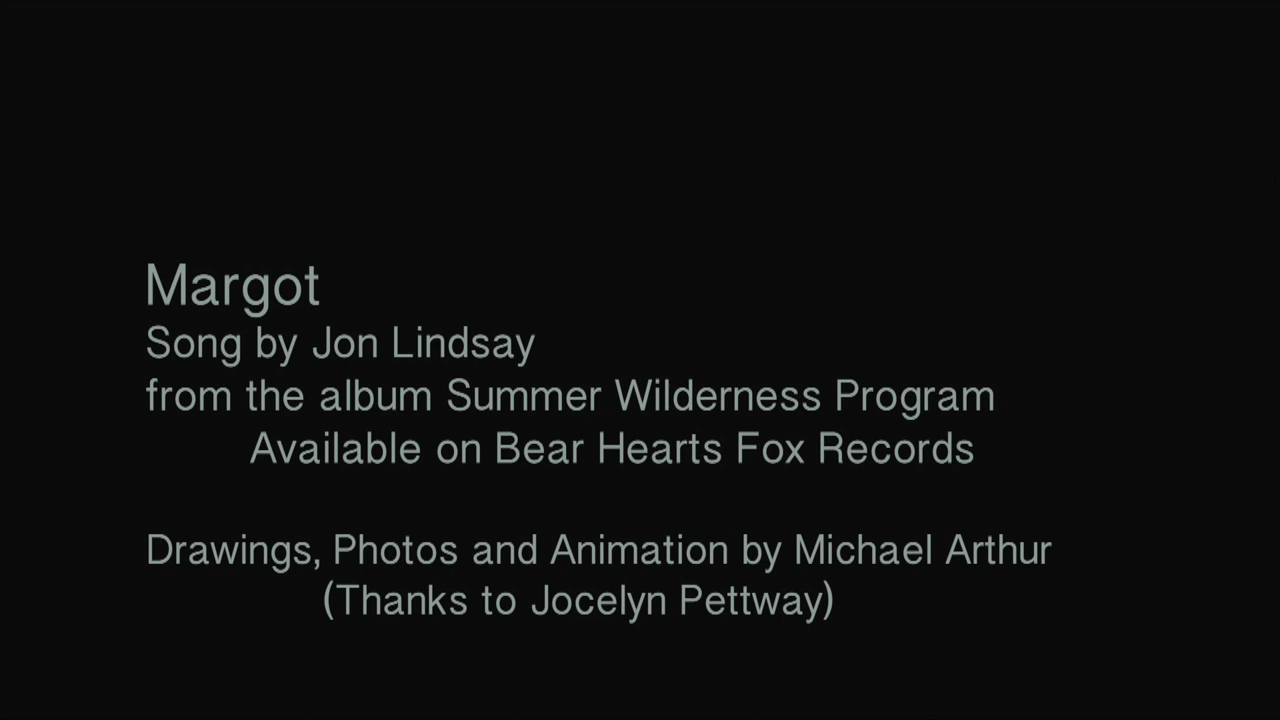 Margot
Song by Jon Lindsay
from the album Summer Wilderness Program
Available on Bear Hearts Fox Records
Drawings, Photos and Animation by Michael Arthur
(Thanks to Jocelyn Pettway)